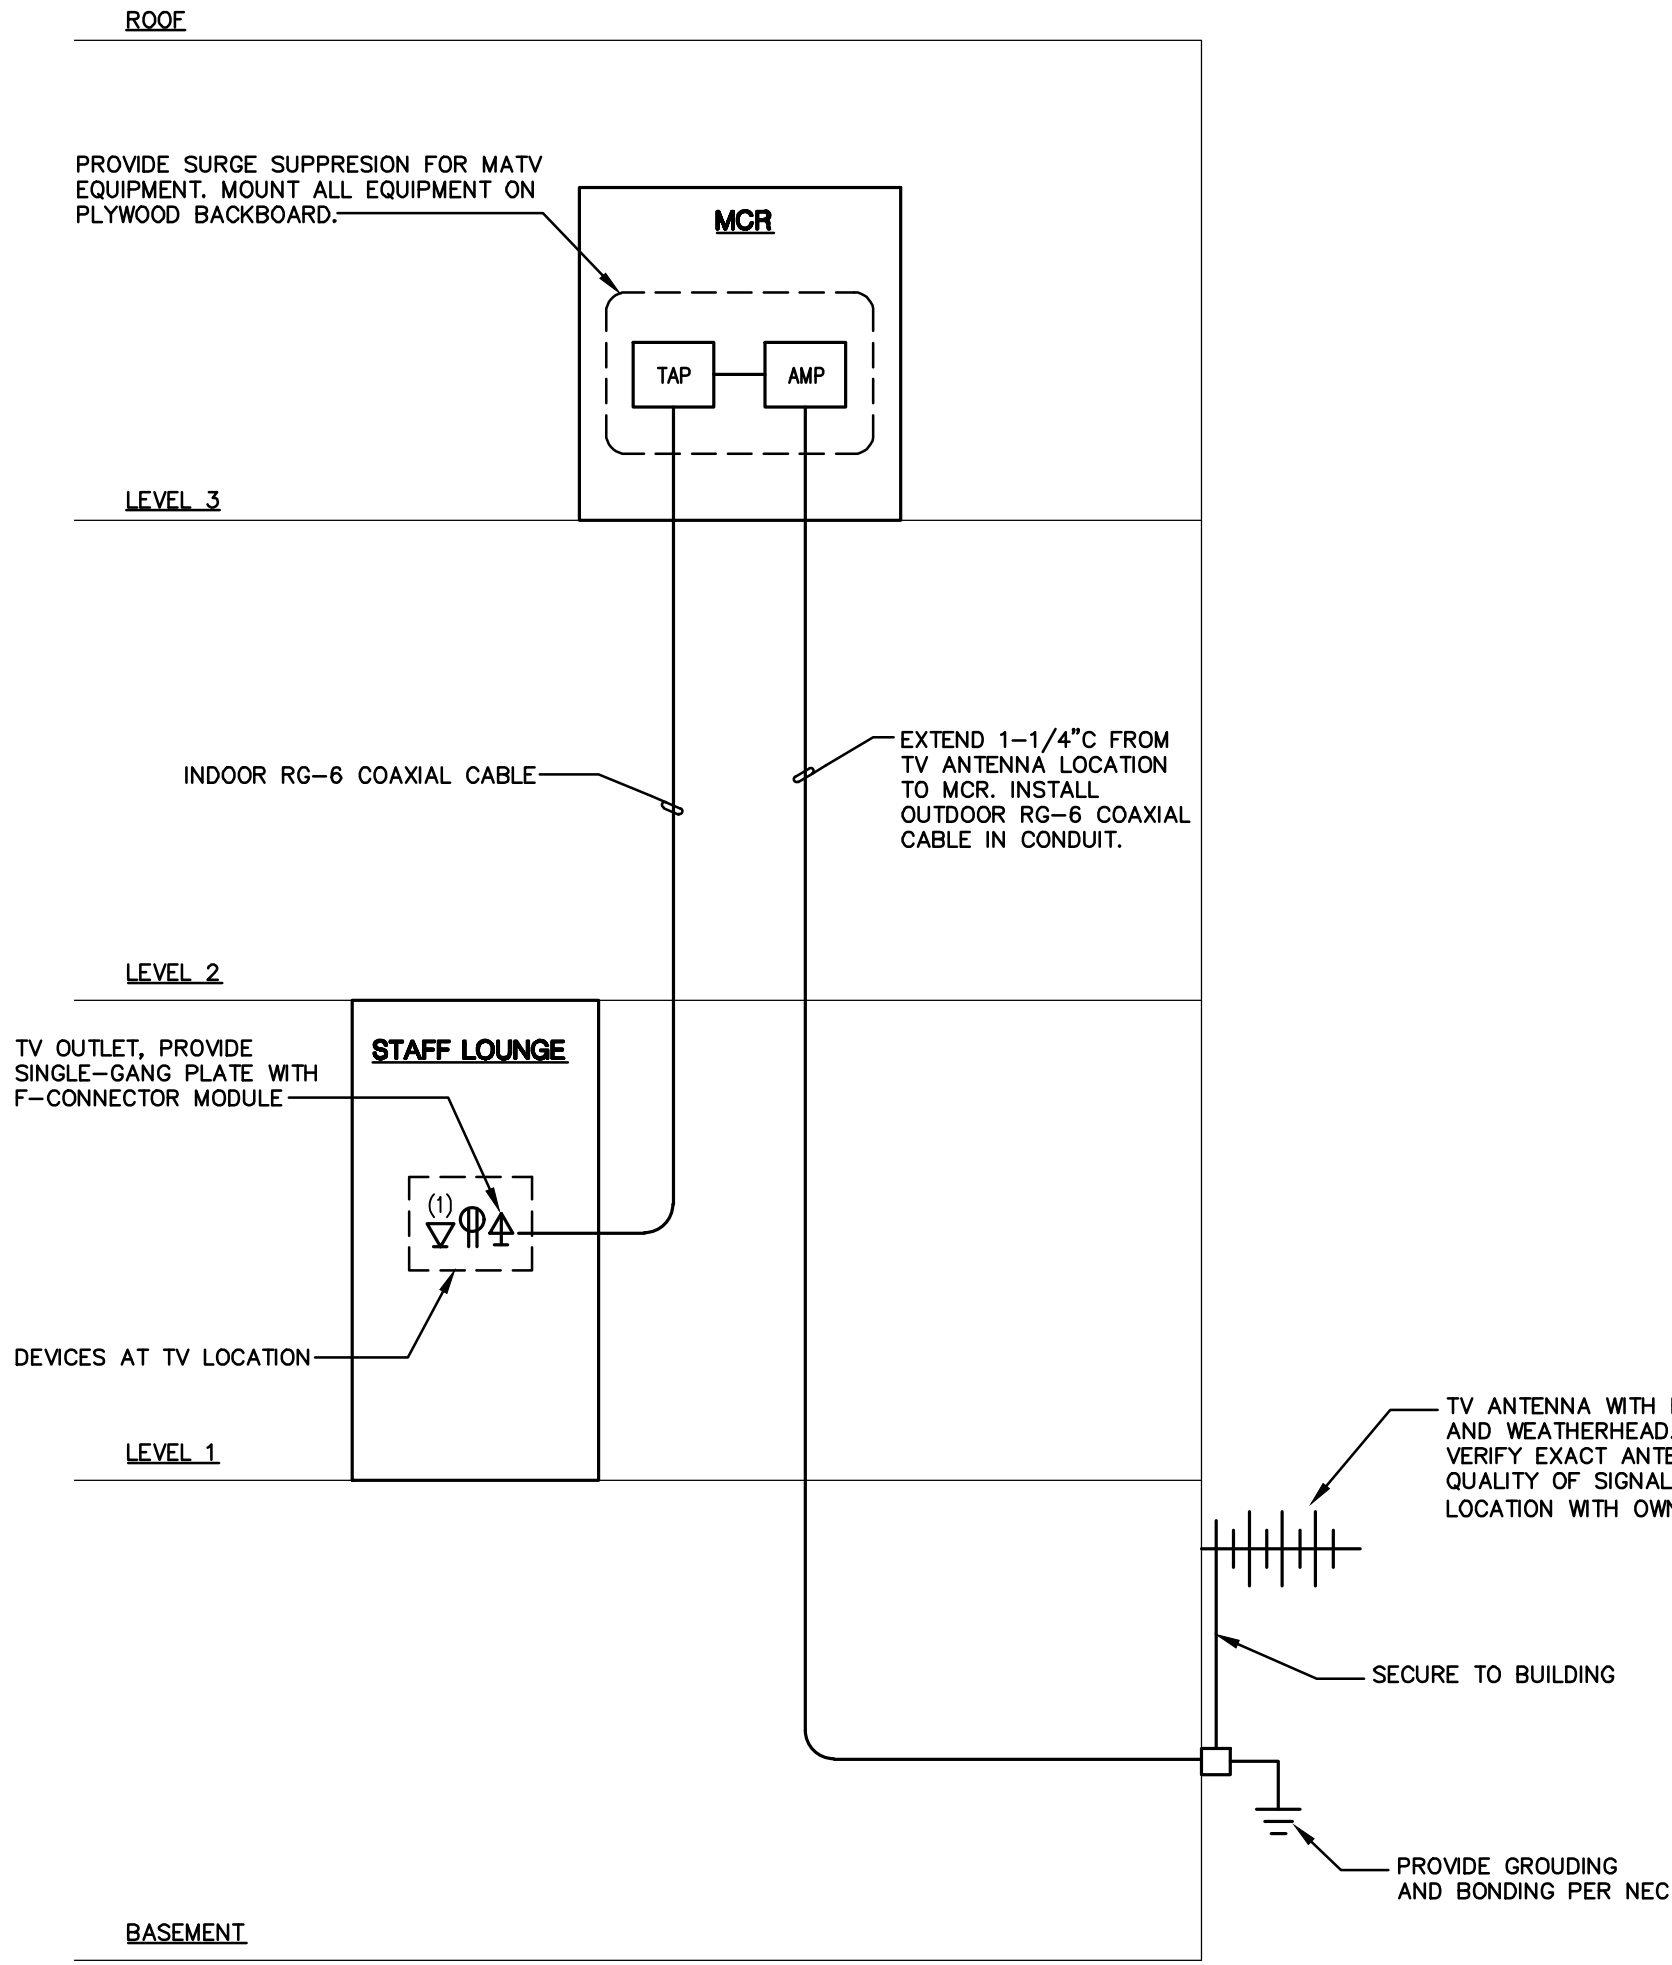 ROOF
PROVIDE SURGE SUPPRESION FOR MATV
EQUIPMENT. MOUNT ALL EQUIPMENT ON
PLYWOOD BACKBOARD.
MCR
TAP
AMP
LEVEL 3
INDOOR RG-6 COAXIAL CABLE
EXTEND 1-1/4"C FROM
TV ANTENNA LOCATION
TO MCR. INSTALL
OUTDOOR RG-6 COAXIAL
CABLE IN CONDUIT.
LEVEL 2
TV OUTLET, PROVIDE
SINGLE-GANG PLATE WITH
F-CONNECTOR MODULE
STAFF LOUNGE
(1)
DEVICES AT TV LOCATION
LEVEL 1
TV ANTENNA WITH
AND WEATHERHEAD.
VERIFY EXACT
QUALITY OF SIGNAL
LOCATION WITH
SECURE TO BUILDING
PROVIDE GROUDING
AND BONDING PER NEC
BASEMENT